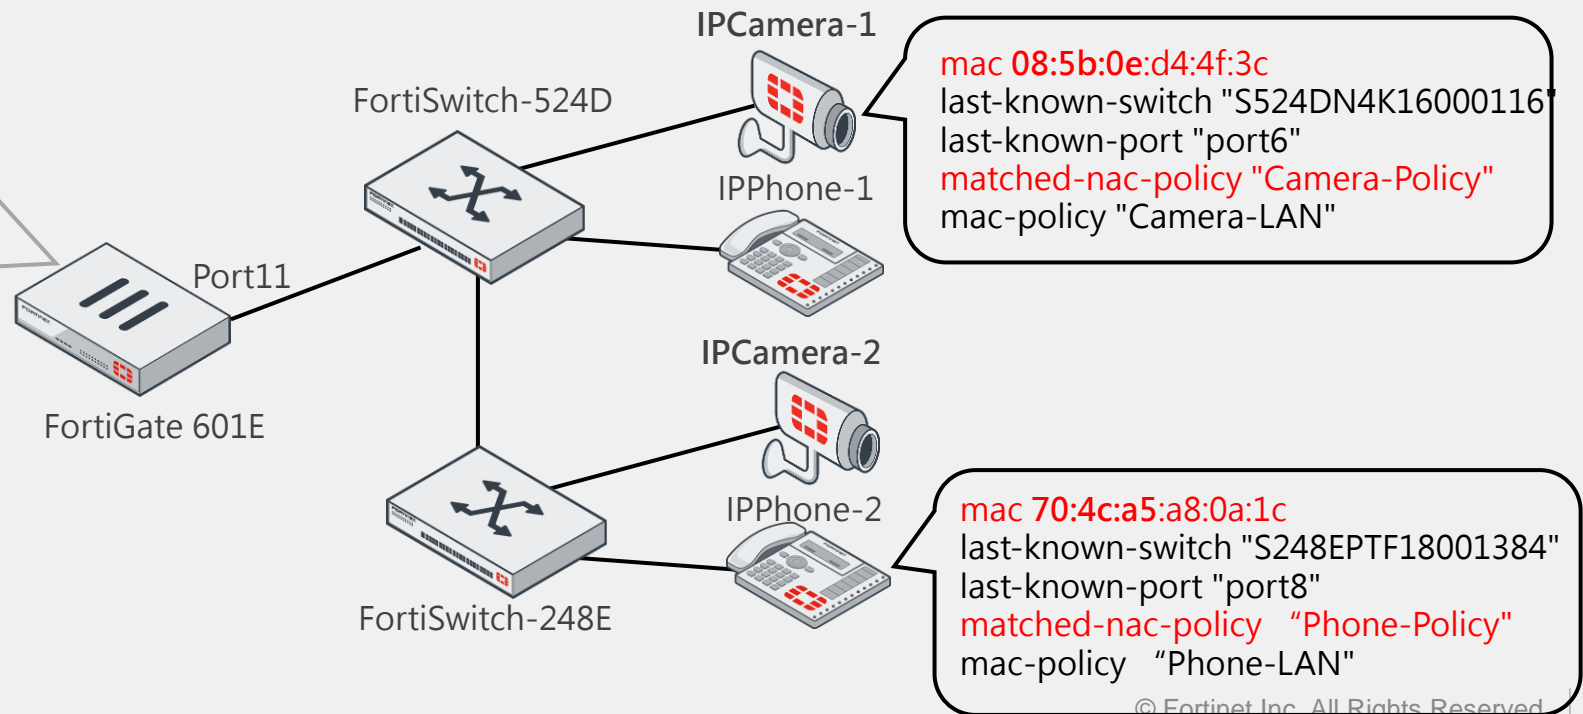 IPCamera-1
mac 08:5b:0e:d4:4f:3c
last-known-switch "S524DN4K16000116"
last-known-port "port6"
matched-nac-policy "Camera-Policy"
mac-policy "Camera-LAN"
FortiSwitch-524D
IPPhone-1
Port11
FortiGate 601E
IPCamera-2
IPPhone-2
mac 70:4c:a5:a8:0a:1c
last-known-switch "S248EPTF18001384"
last-known-port "port8"
matched-nac-policy “Phone-Policy"
mac-policy “Phone-LAN"
FortiSwitch-248E
© Fortinet Inc. All Rights Reserved.